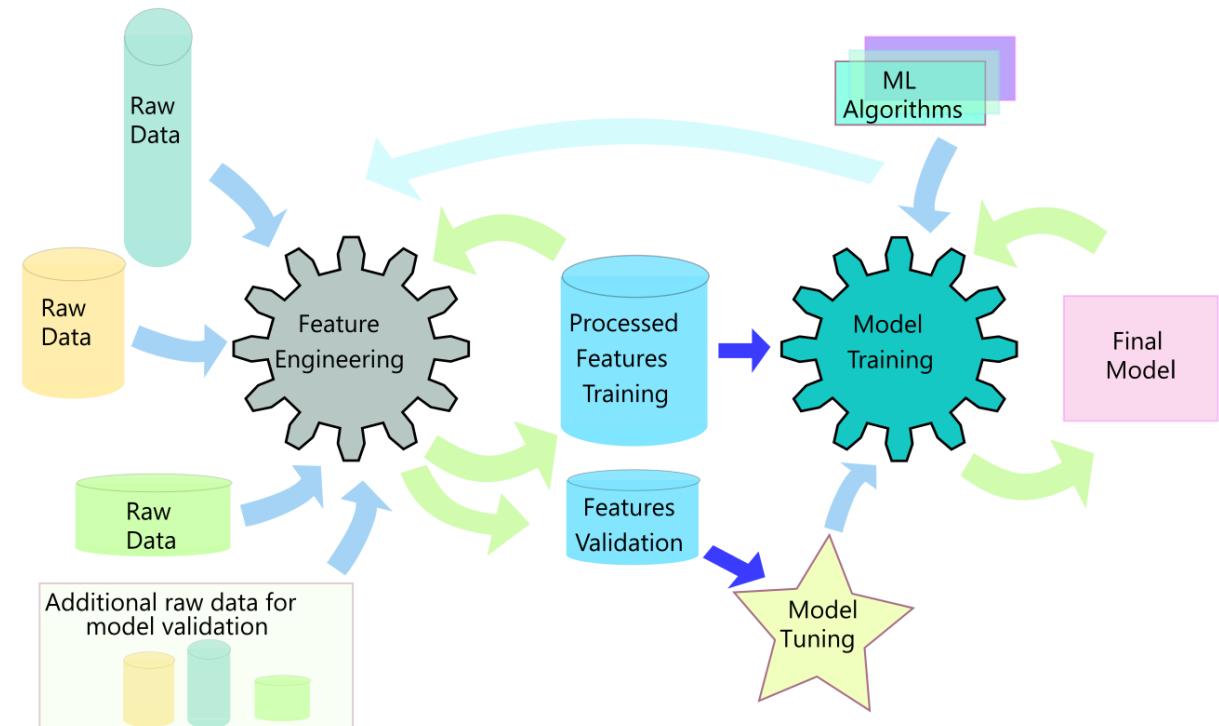 Raw
Data
ML
Algorithms
Raw
Data
Feature
Engineering
Processed
Features
Training
Model
Training
Final
Model
Raw
Data
Features
Validation
Additional raw data for
model validation
Model
Tuning